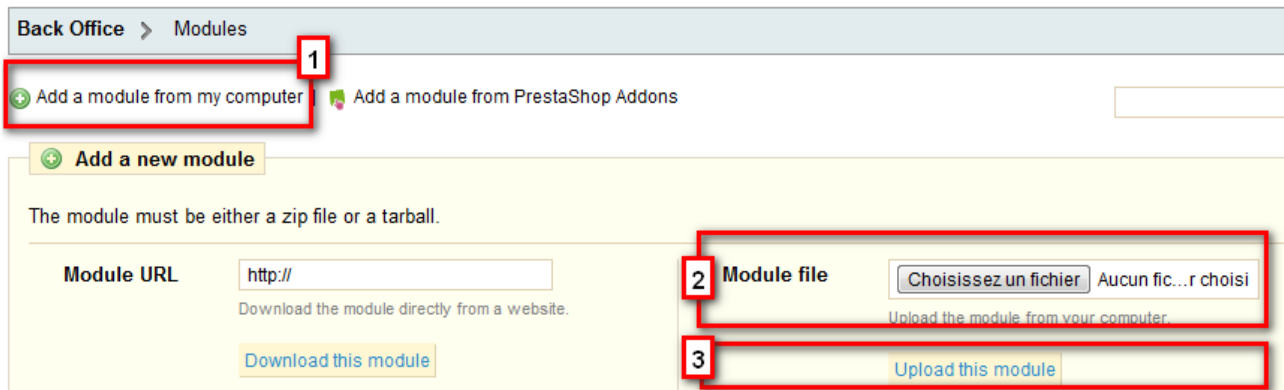 Back Office > Modules
1
Add a module from my computer | Add a module from PrestaShop Addons
Add a new module
The module must be either a zip file or a tarball.
Module URL http://
Download the module directly from a website.
Download this module
2
Module file Choisissez un fichier Aucun fic...r choisi
Upload the module from your computer.
3
Upload this module